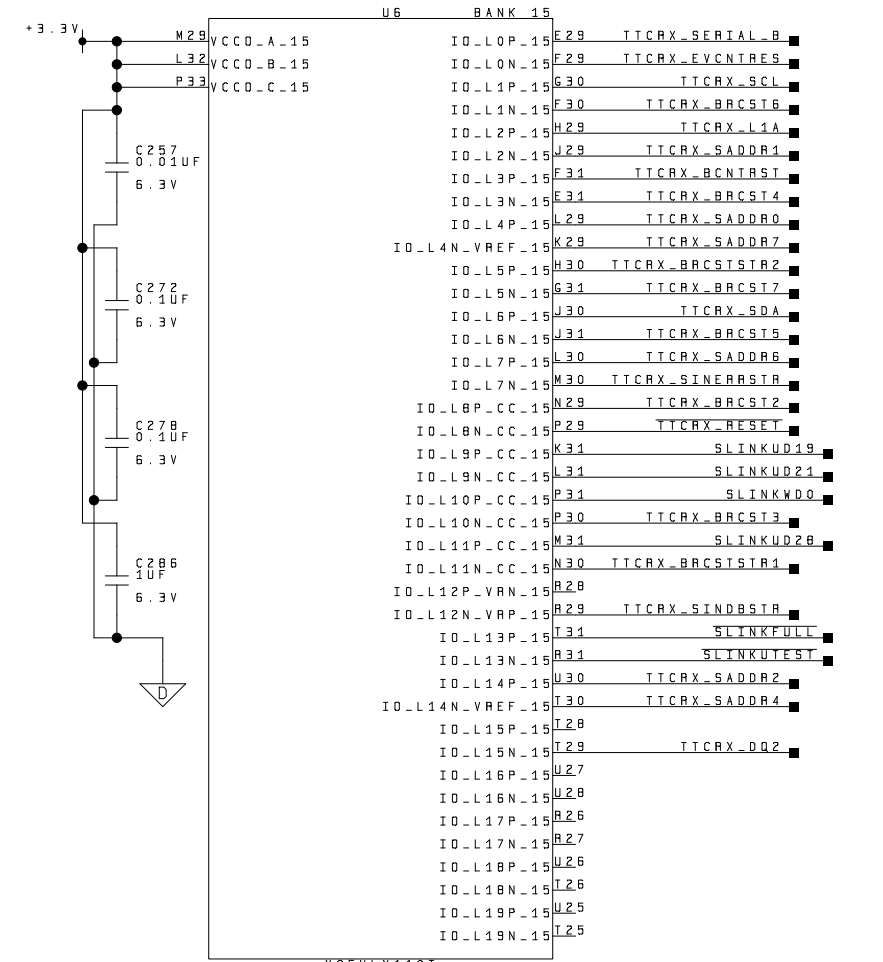 U6 BANK 15
+3.3V
M29 VCCO_A_15 IO_L0P_15 E29 TTCRX_SERIAL_B
L32 VCCO_B_15 IO_L0N_15 F29 TTCRX_EVCNTRES
P33 VCCO_C_15 IO_L1P_15 G30 TTCRX_SCL
IO_L1N_15 F30 TTCRX_BRCST6
IO_L2P_15 H29 TTCRX_L1A
C257 IO_L2N_15 J29 TTCRX_SADDR1
0.01UF
6.3V IO_L3P_15 F31 TTCRX_BCNTRST
IO_L3N_15 E31 TTCRX_BRCST4
IO_L4P_15 L29 TTCRX_SADDR0
IO_L4N_VREF_15 K29 TTCRX_SADDR7
IO_L5P_15 H30 TTCRX_BRCSTSTR2
C272 IO_L5N_15 G31 TTCRX_BRCST7
0.1UF
6.3V IO_L6P_15 J30 TTCRX_SDA
IO_L6N_15 J31 TTCRX_BRCST5
IO_L7P_15 L30 TTCRX_SADDR6
IO_L7N_15 M30 TTCRX_SINERRSTR
IO_L8P_CC_15 N29 TTCRX_BRCST2
C278 IO_L8N_CC_15 P29 TTCRX_RESET
0.1UF
6.3V IO_L9P_CC_15 K31 SLINKUD19
IO_L9N_CC_15 L31 SLINKUD21
IO_L10P_CC_15 P31 SLINKWD0
IO_L10N_CC_15 P30 TTCRX_BRCST3
IO_L11P_CC_15 M31 SLINKUD28
C286 IO_L11N_CC_15 N30 TTCRX_BRCSTSTR1
1UF
6.3V IO_L12P_VRN_15 R28
IO_L12N_VRP_15 R29 TTCRX_SINDBSTR
IO_L13P_15 T31 SLINKFULL
IO_L13N_15 R31 SLINKUTEST
IO_L14P_15 U30 TTCRX_SADDR2
D IO_L14N_VREF_15 T30 TTCRX_SADDR4
IO_L15P_15 T28
IO_L15N_15 T29 TTCRX_DQ2
IO_L16P_15 U27
IO_L16N_15 U28
IO_L17P_15 R26
IO_L17N_15 R27
IO_L18P_15 U26
IO_L18N_15 T26
IO_L19P_15 U25
IO_L19N_15 T25